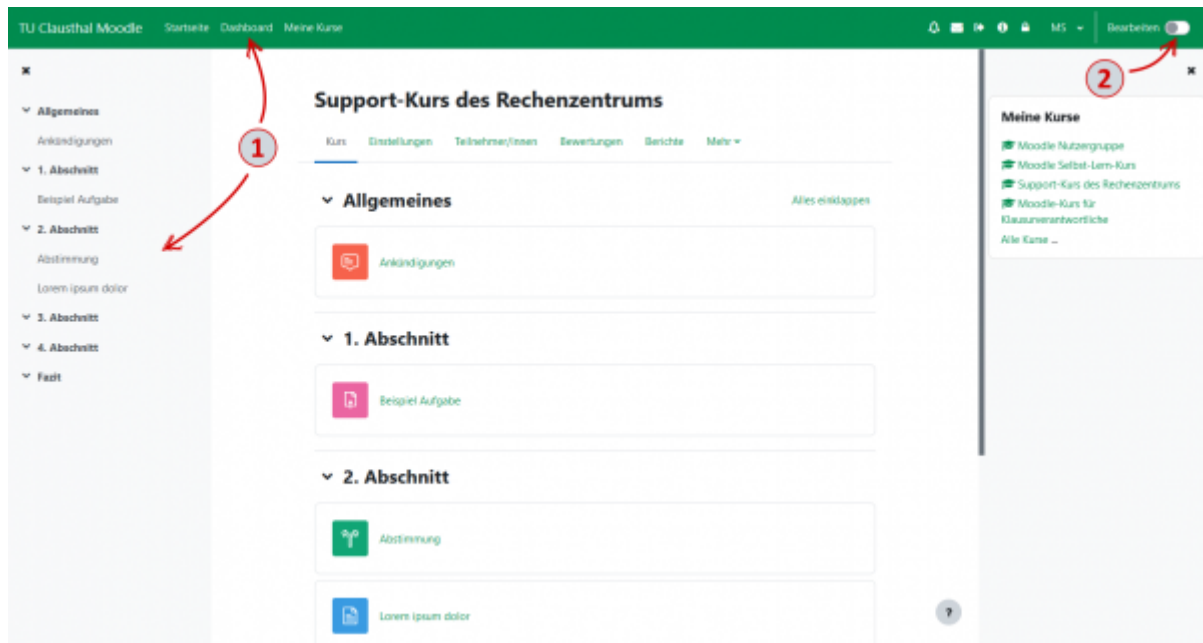 TU Clausthal Moodle Startseite Dashboard Meine Kurse MS Bearbeiten
1
2
Allgemeines
Ankündigungen
1. Abschnitt
Beispiel Aufgabe
2. Abschnitt
Abstimmung
Lorem ipsum dolor
3. Abschnitt
4. Abschnitt
Fazit
Support-Kurs des Rechenzentrums
Kurs Einstellungen Teilnehmer/innen Bewertungen Berichte Mehr
Allgemeines Alles einklappen
Ankündigungen
1. Abschnitt
Beispiel Aufgabe
2. Abschnitt
Abstimmung
Lorem ipsum dolor
?
Meine Kurse
Moodle Nutzergruppe
Moodle Selbst-Lern-Kurs
Support-Kurs des Rechenzentrums
Moodle-Kurs für
Klausurverantwortliche
Alle Kurse ...